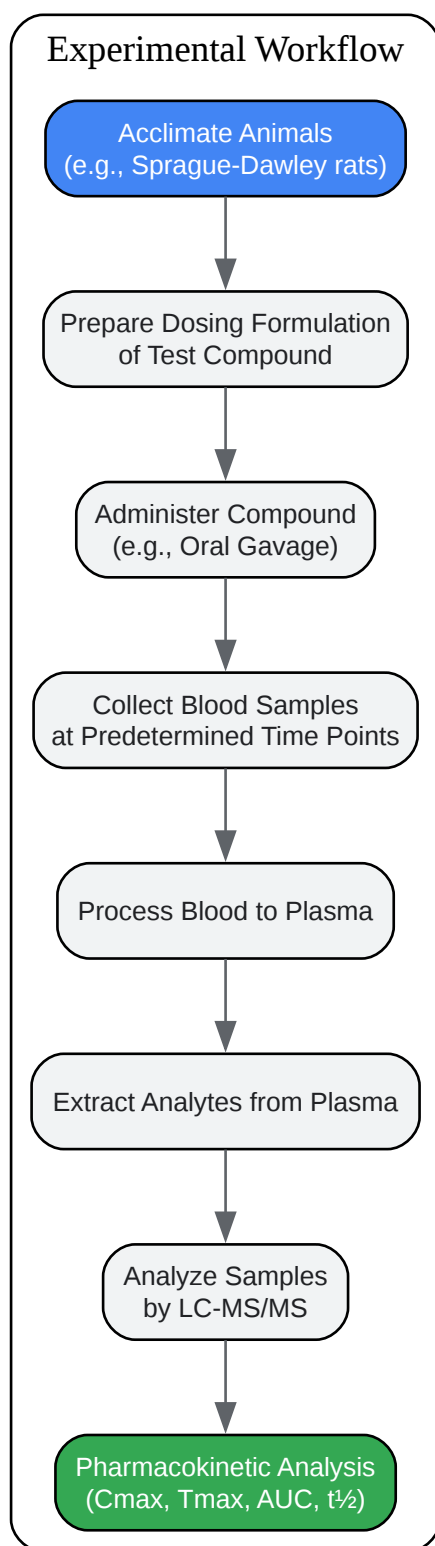 Experimental Workflow
Acclimate Animals
(e.g., Sprague-Dawley rats)
Prepare Dosing Formulation
of Test Compound
Administer Compound
(e.g., Oral Gavage)
Collect Blood Samples
at Predetermined Time Points
Process Blood to Plasma
Extract Analytes from Plasma
Analyze Samples
by LC-MS/MS
Pharmacokinetic Analysis
(Cmax, Tmax, AUC, t½)